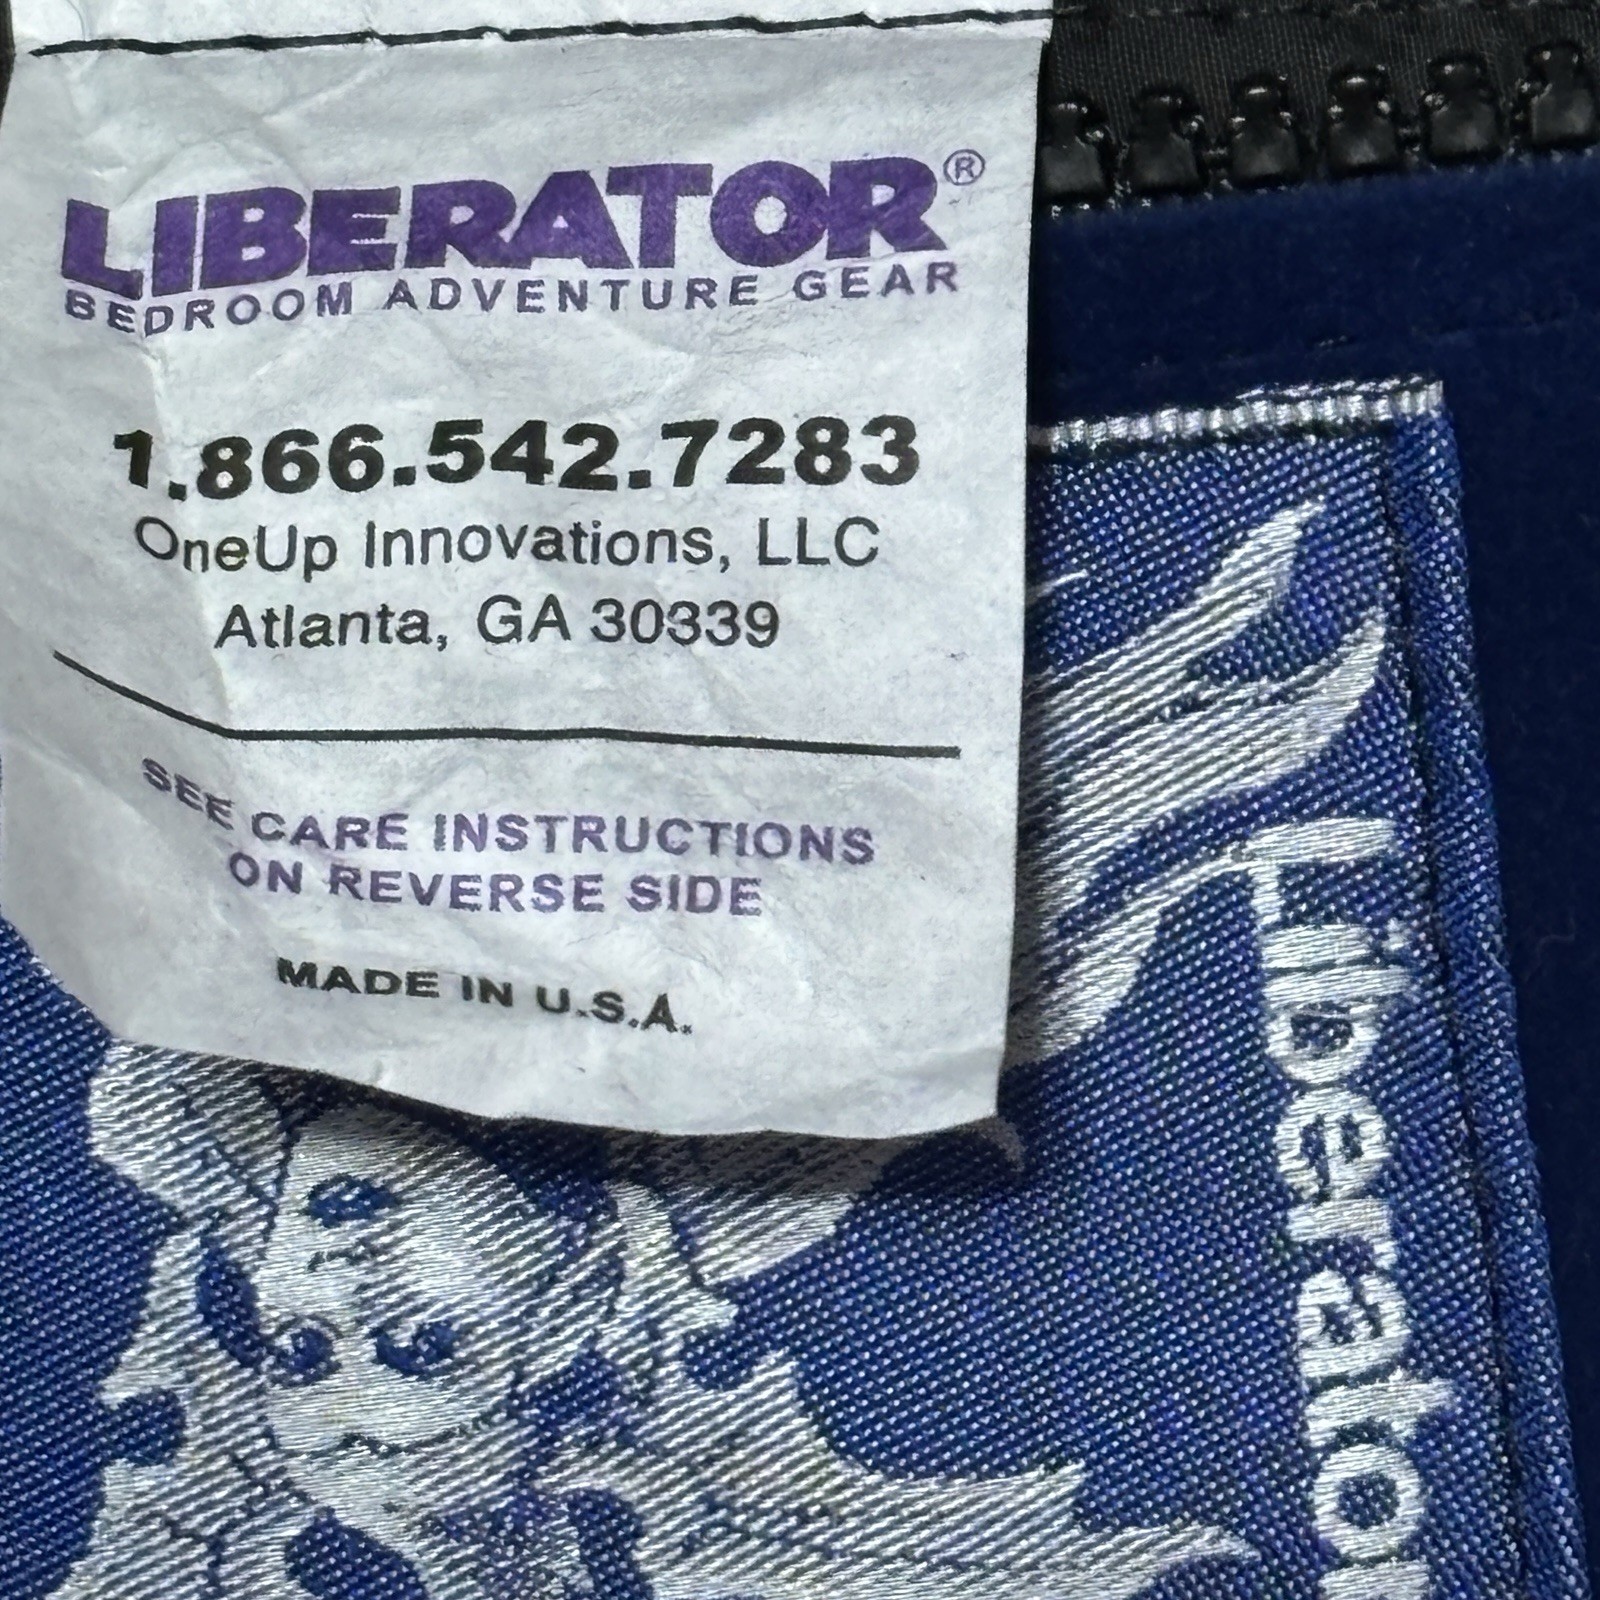 LIBERATOR®
BEDROOM ADVENTURE GEAR
1.866.542.7283
OneUp Innovations, LLC
Atlanta, GA 30339
SEE CARE INSTRUCTIONS
ON REVERSE SIDE
MADE IN U.S.A.
Liberator